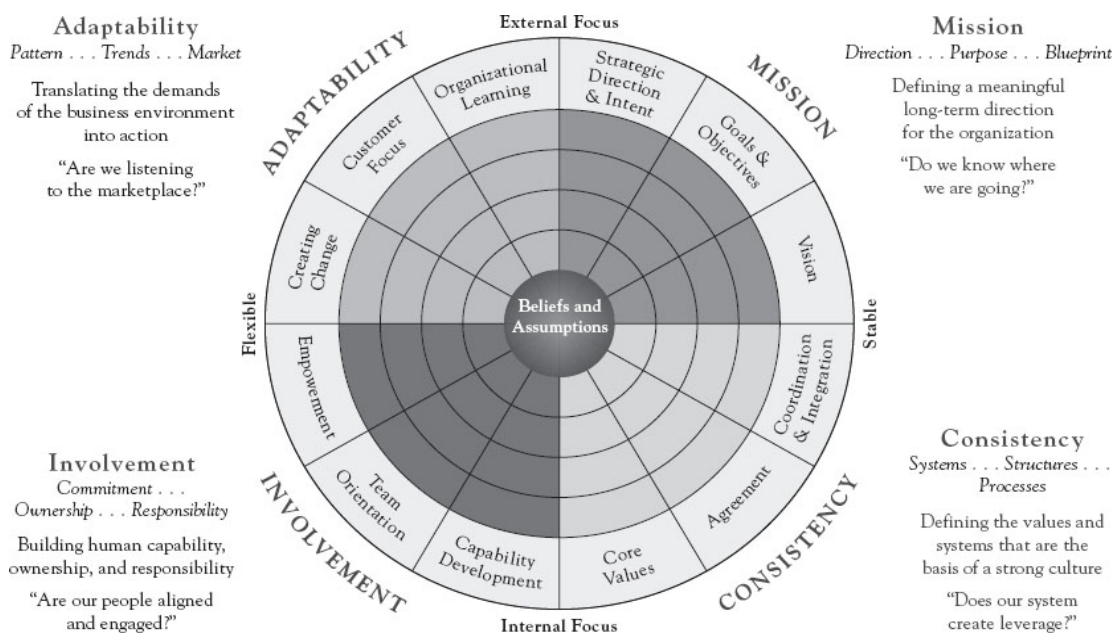 External Focus
Adaptability
Pattern . . . Trends . . . Market
Translating the demands
of the business environment
into action
“Are we listening
to the marketplace?”
Mission
Direction . . . Purpose . . . Blueprint
Defining a meaningful
long-term direction
for the organization
“Do we know where
we are going?”
ADAPTABILITY
MISSION
Organizational
Learning
Strategic
Direction
& Intent
Customer
Focus
Goals &
Objectives
Creating
Change
Vision
Flexible
Beliefs and
Assumptions
Stable
Empowerment
Coordination
& Integration
Team
Orientation
Agreement
Capability
Development
Core
Values
INVOLVEMENT
CONSISTENCY
Involvement
Commitment . . .
Ownership . . . Responsibility
Building human capability,
ownership, and responsibility
“Are our people aligned
and engaged?”
Consistency
Systems . . . Structures . . .
Processes
Defining the values and
systems that are the
basis of a strong culture
“Does our system
create leverage?”
Internal Focus